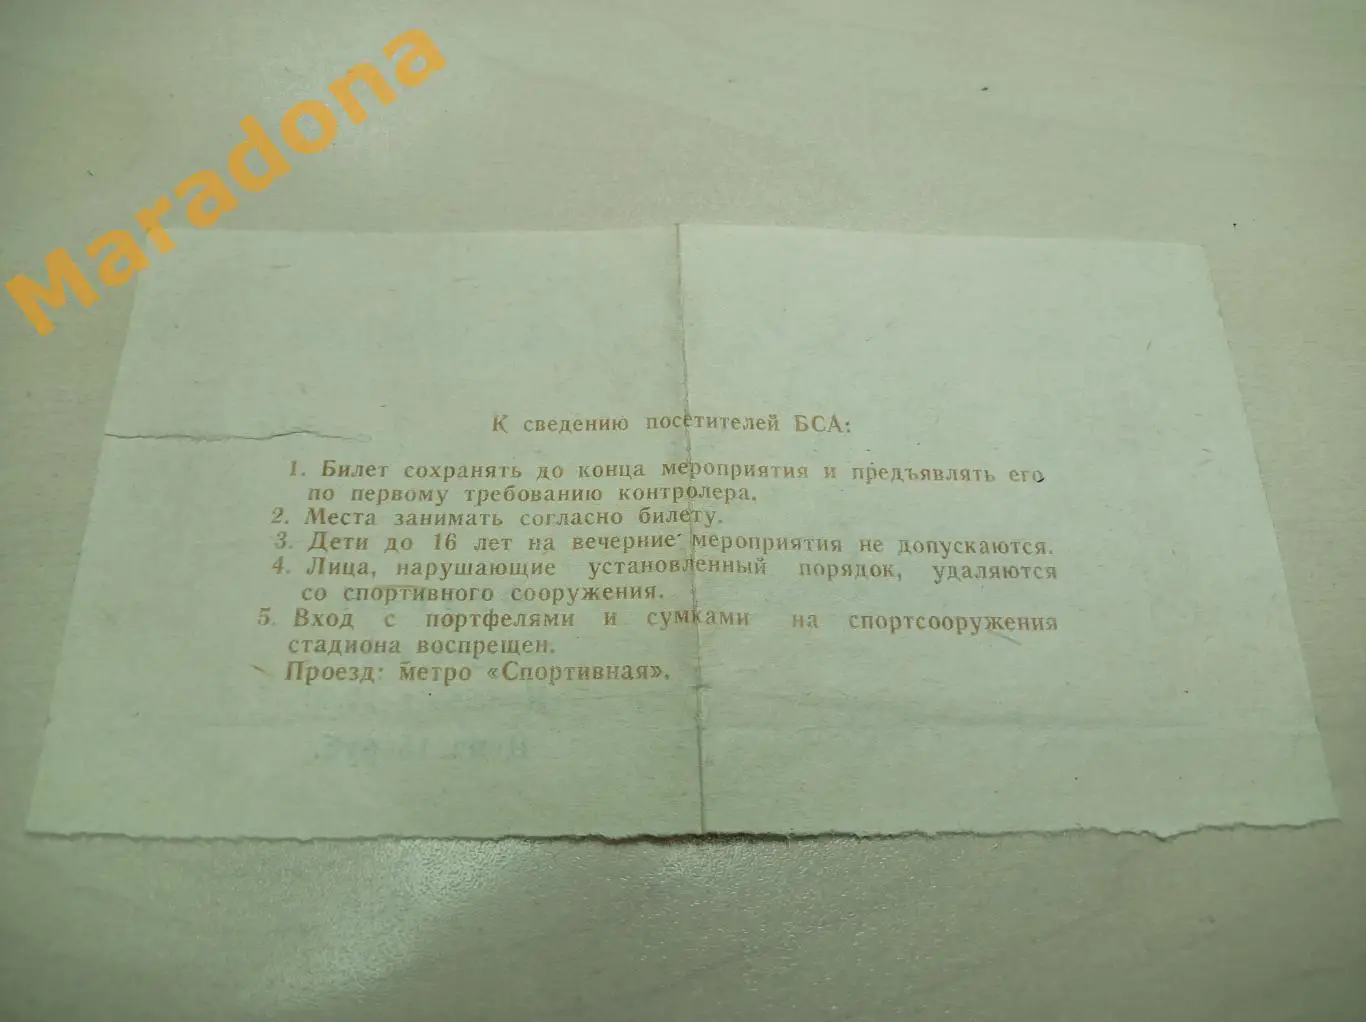 Maradona
К сведению посетителей БСА:
1. Билет сохранять до конца мероприятия и предъявлять его
по первому требованию контролера.
2. Места занимать согласно билету.
3. Дети до 16 лет на вечерние мероприятия не допускаются.
4. Лица, нарушающие установленный порядок, удаляются
со спортивного сооружения.
5. Вход с портфелями и сумками на спортсооружения
стадиона воспрещен.
Проезд: метро «Спортивная».